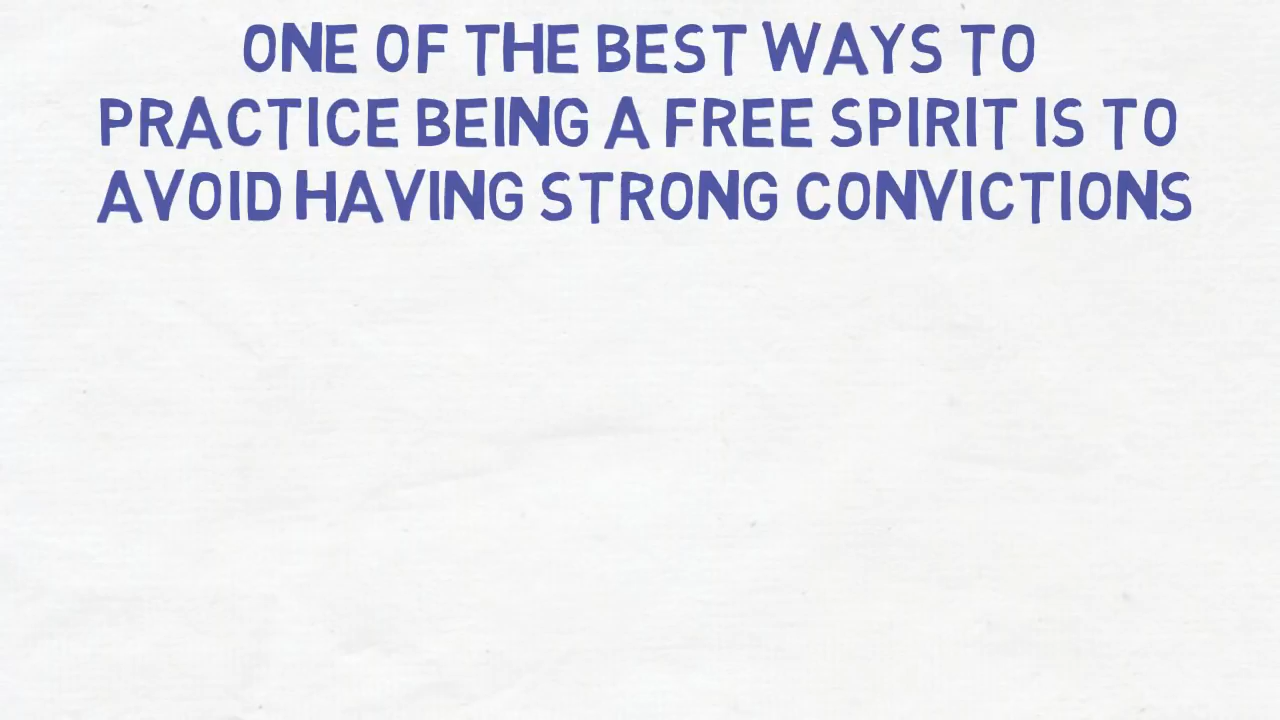 ONE OF THE BEST WAYS TO
PRACTICE BEING A FREE SPIRIT IS TO
AVOID HAVING STRONG CONVICTIONS